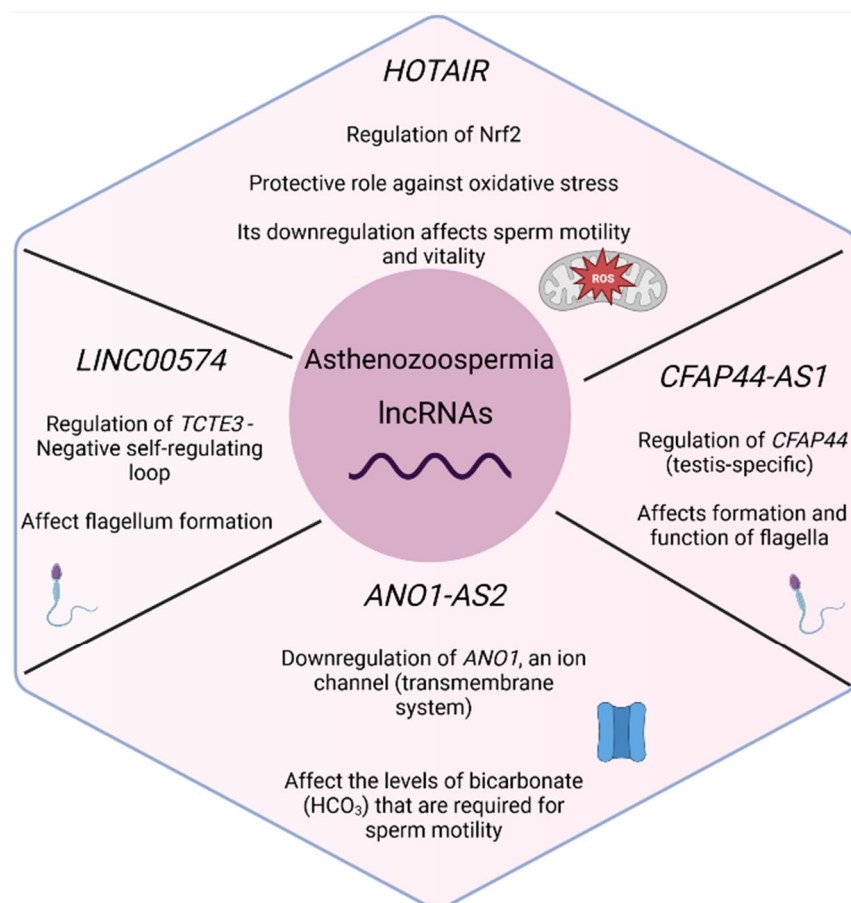 HOTAIR
Regulation of Nrf2
Protective role against oxidative stress
Its downregulation affects sperm motility
and vitality
ROS
Asthenozoospermia
lncRNAs
LINC00574
Regulation of TCTE3 -
Negative self-regulating
loop
Affect flagellum formation
CFAP44-AS1
Regulation of CFAP44
(testis-specific)
Affects formation and
function of flagella
ANO1-AS2
Downregulation of ANO1, an ion
channel (transmembrane
system)
Affect the levels of bicarbonate
(HCO₃) that are required for
sperm motility